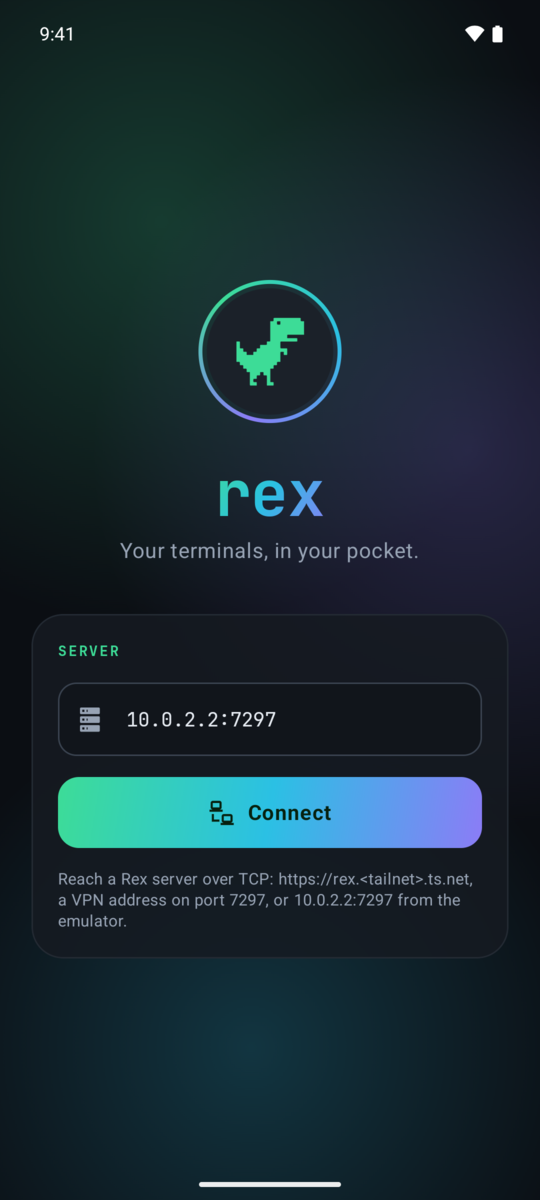 9:41
rex
Your terminals, in your pocket.
SERVER
10.0.2.2:7297
Connect
Reach a Rex server over TCP: https://rex.<tailnet>.ts.net,
a VPN address on port 7297, or 10.0.2.2:7297 from the
emulator.